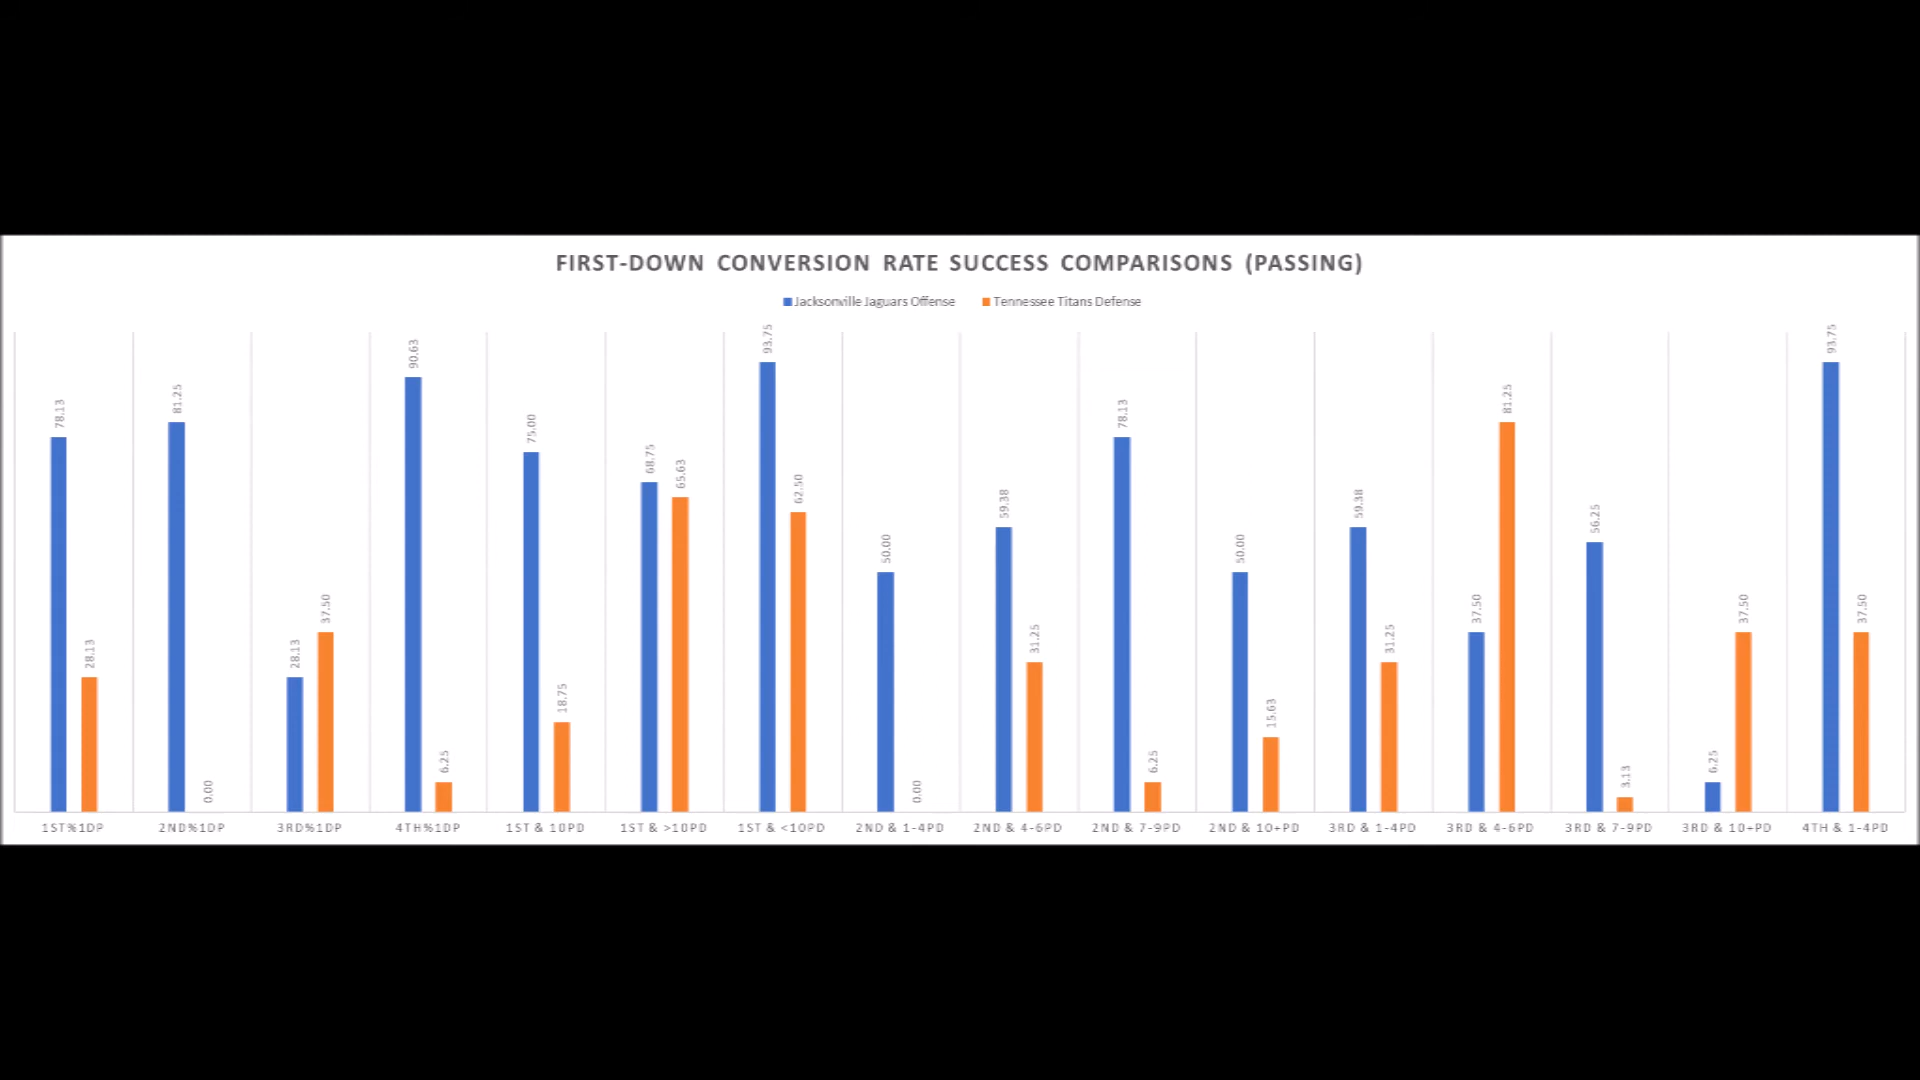 FIRST-DOWN CONVERSION RATE SUCCESS COMPARISONS (PASSING)
Jacksonville Jaguars Offense Tennessee Titans Defense
78.13 28.13 81.25 0.00 28.13 37.50 90.63 6.25 75.00 18.75 68.75 65.63 93.75 62.50 50.00 0.00 59.38 31.25 78.13 6.25 50.00 15.63 59.38 31.25 37.50 81.25 56.25 3.13 6.25 37.50 93.75 37.50
1ST%1DP 2ND%1DP 3RD%1DP 4TH%1DP 1ST & 10PD 1ST & >10PD 1ST & <10PD 2ND & 1-4PD 2ND & 4-6PD 2ND & 7-9PD 2ND & 10+PD 3RD & 1-4PD 3RD & 4-6PD 3RD & 7-9PD 3RD & 10+PD 4TH & 1-4PD